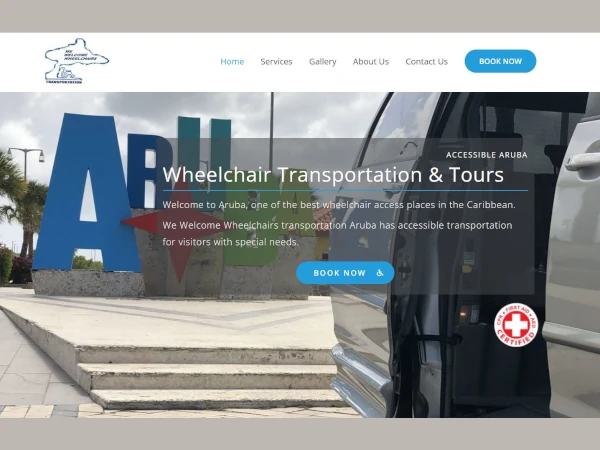 WE
WELCOME
WHEELCHAIRS
TRANSPORTATION
Home
Services
Gallery
About Us
Contact Us
BOOK NOW
ARUB
ACCESSIBLE ARUBA
Wheelchair Transportation & Tours
Welcome to Aruba, one of the best wheelchair access places in the Caribbean.
We Welcome Wheelchairs transportation Aruba has accessible transportation
for visitors with special needs.
BOOK NOW
CPR • FIRST AID • AED
CERTIFIED